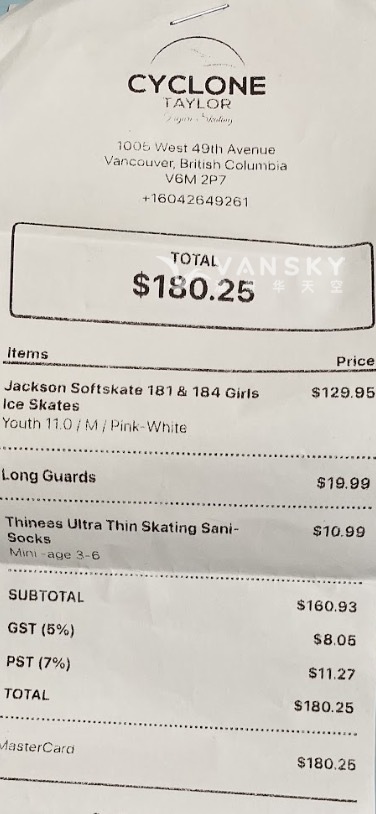 CYCLONE
TAYLOR
Figure Skating
1005 West 49th Avenue
Vancouver, British Columbia
V6M 2P7
+16042649261
TOTAL
$180.25
VANSKY
华天空
Items Price
Jackson Softskate 181 & 184 Girls $129.95
Ice Skates
Youth 11.0 / M / Pink-White
Long Guards $19.99
Thineas Ultra Thin Skating Sani- $10.99
Socks
Mini -age 3-6
SUBTOTAL $160.93
GST (5%) $8.05
PST (7%) $11.27
TOTAL $180.25
MasterCard $180.25